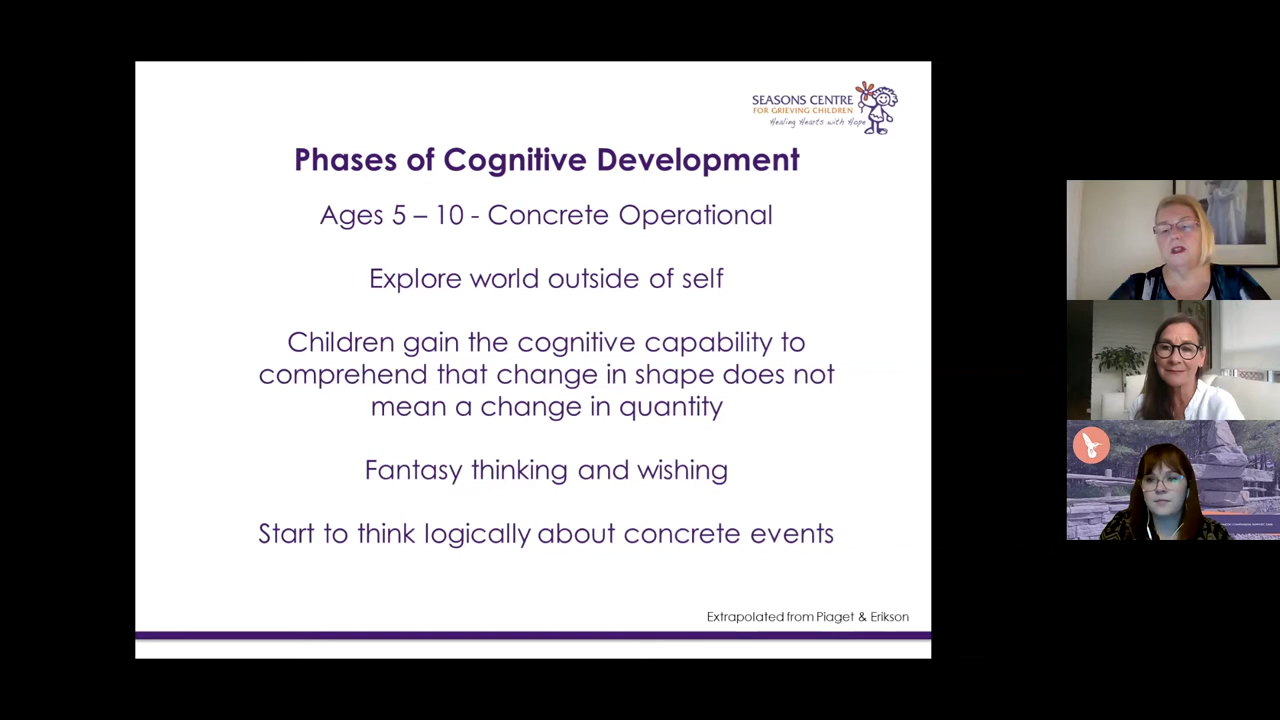 SEASONS CENTRE
FOR GRIEVING CHILDREN
Healing Hearts with Hope
Phases of Cognitive Development
Ages 5 – 10 - Concrete Operational
Explore world outside of self
Children gain the cognitive capability to
comprehend that change in shape does not
mean a change in quantity
Fantasy thinking and wishing
Start to think logically about concrete events
Extrapolated from Piaget & Erikson